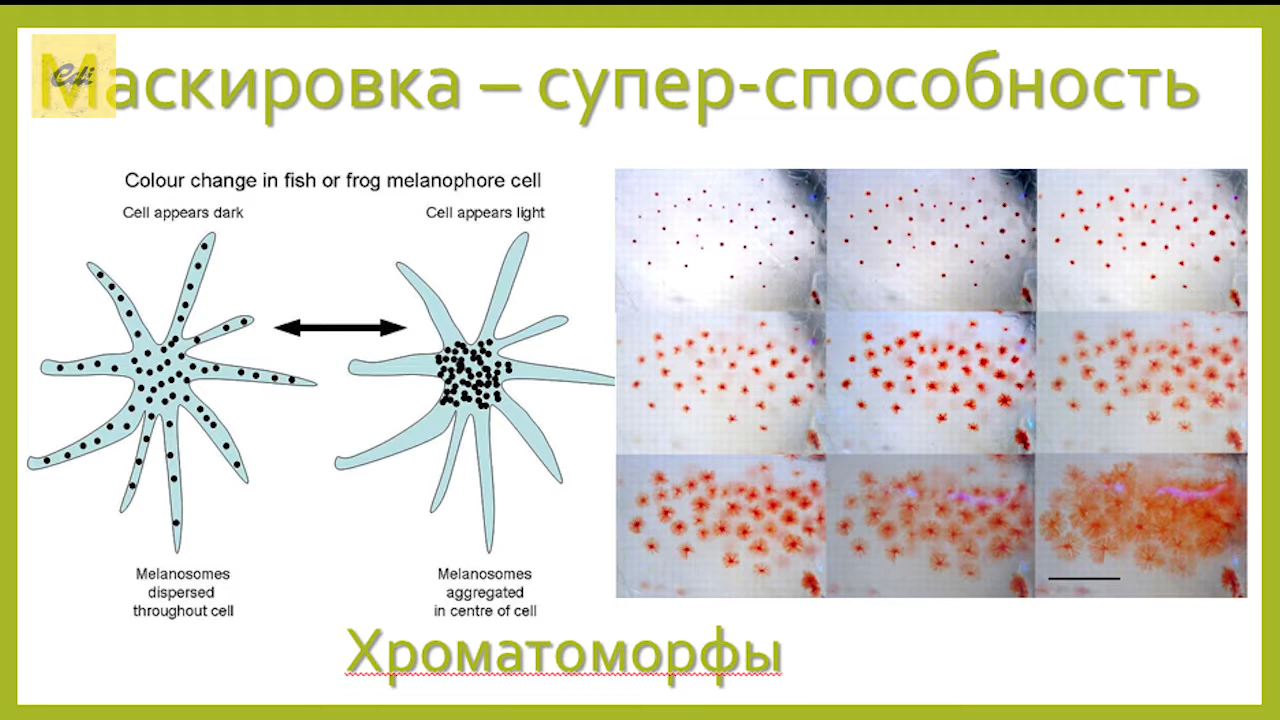 Маскировка – супер-способность
Colour change in fish or frog melanophore cell
Cell appears dark
Cell appears light
Melanosomes
dispersed
throughout cell
Melanosomes
aggregated
in centre of cell
Хроматоморфы